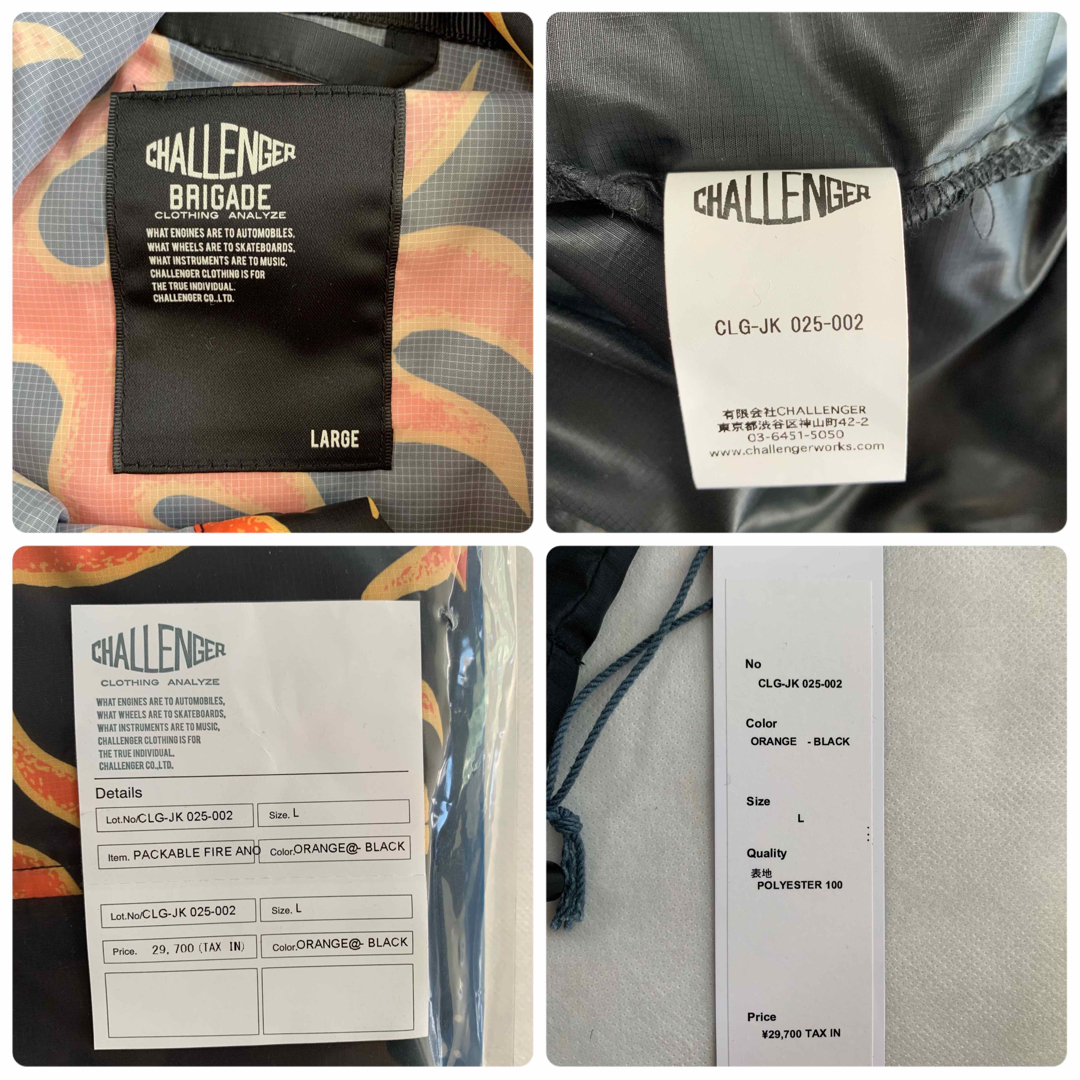 CHALLENGER
BRIGADE
CLOTHING ANALYZE
WHAT ENGINES ARE TO AUTOMOBILES,
WHAT WHEELS ARE TO SKATEBOARDS,
WHAT INSTRUMENTS ARE TO MUSIC,
CHALLENGER CLOTHING IS FOR
THE TRUE INDIVIDUAL.
CHALLENGER CO.,LTD.
LARGE
CHALLENGER
CLG-JK 025-002
有限会社CHALLENGER
東京都渋谷区神山町42-2
03-6451-5050
www.challengerworks.com
CHALLENGER
CLOTHING ANALYZE
WHAT ENGINES ARE TO AUTOMOBILES,
WHAT WHEELS ARE TO SKATEBOARDS,
WHAT INSTRUMENTS ARE TO MUSIC,
CHALLENGER CLOTHING IS FOR
THE TRUE INDIVIDUAL.
CHALLENGER CO.,LTD.
Details
Lot.No/CLG-JK 025-002 Size. L
Item. PACKABLE FIRE ANO Color.ORANGE@- BLACK
Lot.No/CLG-JK 025-002 Size. L
Price. 29,700 (TAX IN) Color.ORANGE@- BLACK
No
CLG-JK 025-002
Color
ORANGE - BLACK
Size
L
Quality
表地
POLYESTER 100
Price
¥29,700 TAX IN